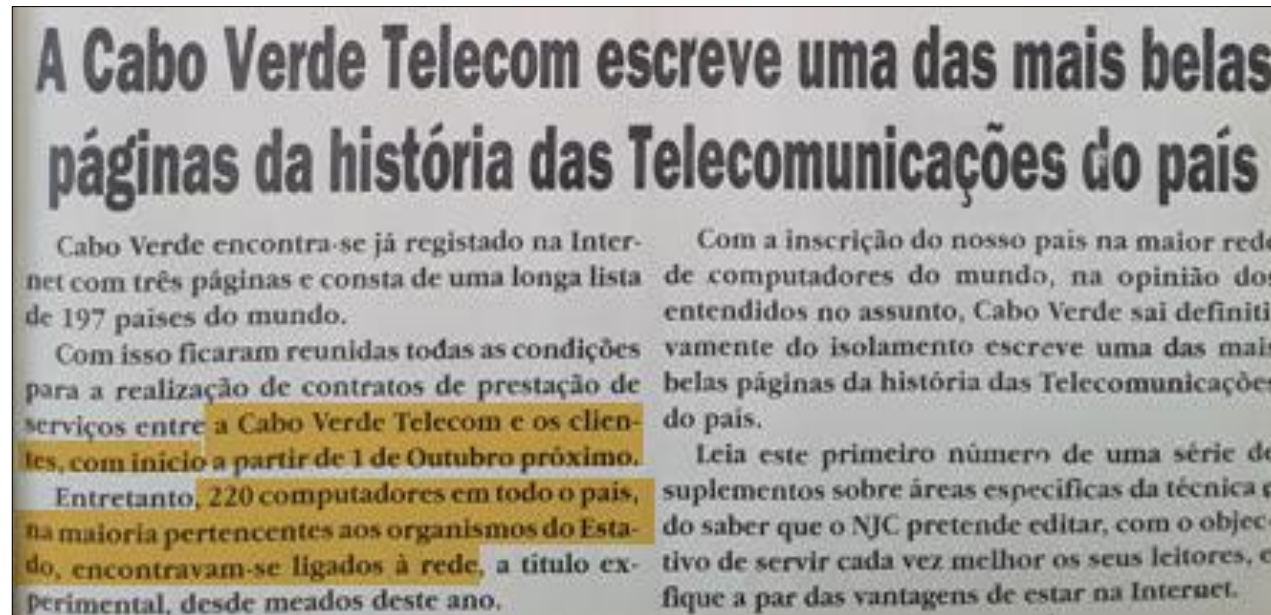 A Cabo Verde Telecom escreve uma das mais belas
páginas da história das Telecomunicações do país
Cabo Verde encontra-se já registado na Inter-
net com três páginas e consta de uma longa lista
de 197 países do mundo.
Com isso ficaram reunidas todas as condições
para a realização de contratos de prestação de
serviços entre a Cabo Verde Telecom e os clien-
tes, com início a partir de 1 de Outubro próximo.
Entretanto, 220 computadores em todo o país,
na maioria pertencentes aos organismos do Esta-
do, encontravam-se ligados à rede, a título ex-
perimental, desde meados deste ano.
Com a inscrição do nosso pais na maior rede
de computadores do mundo, na opinião dos
entendidos no assunto, Cabo Verde sai definiti
vamente do isolamento escreve uma das mais
belas páginas da história das Telecomunicações
do país.
Leia este primeiro número de uma série de
suplementos sobre áreas especificas da técnica e
do saber que o NJC pretende editar, com o objec-
tivo de servir cada vez melhor os seus leitores, e
fique a par das vantagens de estar na Internet.